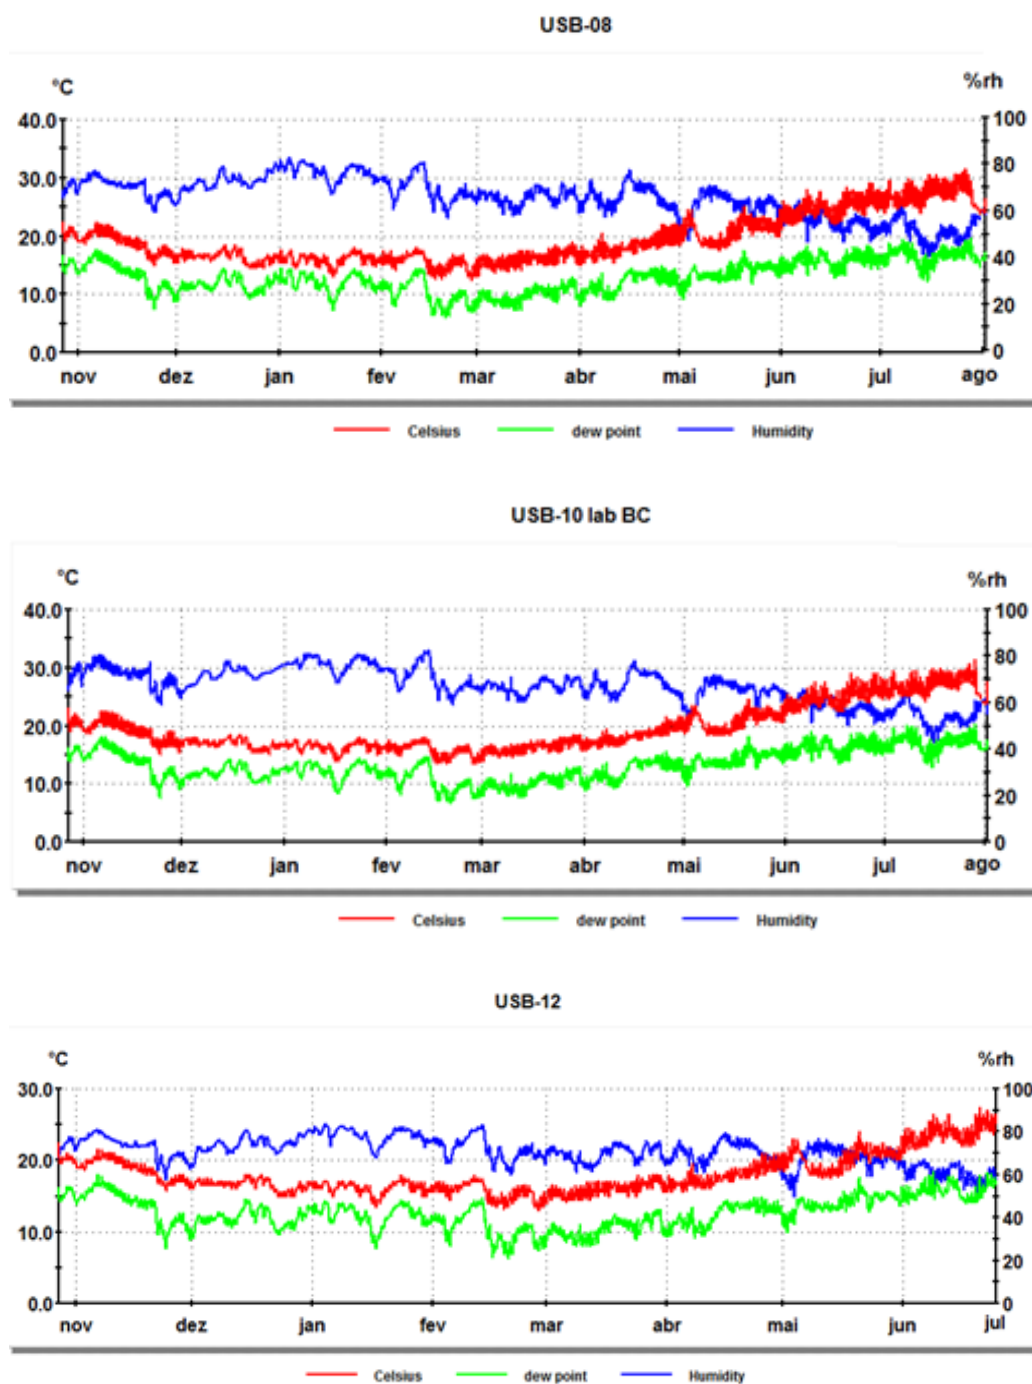 USB-08
°C %rh
40.0 100
30.0 80
20.0 60
10.0 40
0.0 20
0
nov dez jan fev mar abr mai jun jul ago
Celsius dew point Humidity
USB-10 lab BC
°C %rh
40.0 100
30.0 80
20.0 60
10.0 40
0.0 20
0
nov dez jan fev mar abr mai jun jul ago
Celsius dew point Humidity
USB-12
°C %rh
30.0 100
20.0 80
10.0 60
0.0 40
20
0
nov dez jan fev mar abr mai jun jul
Celsius dew point Humidity